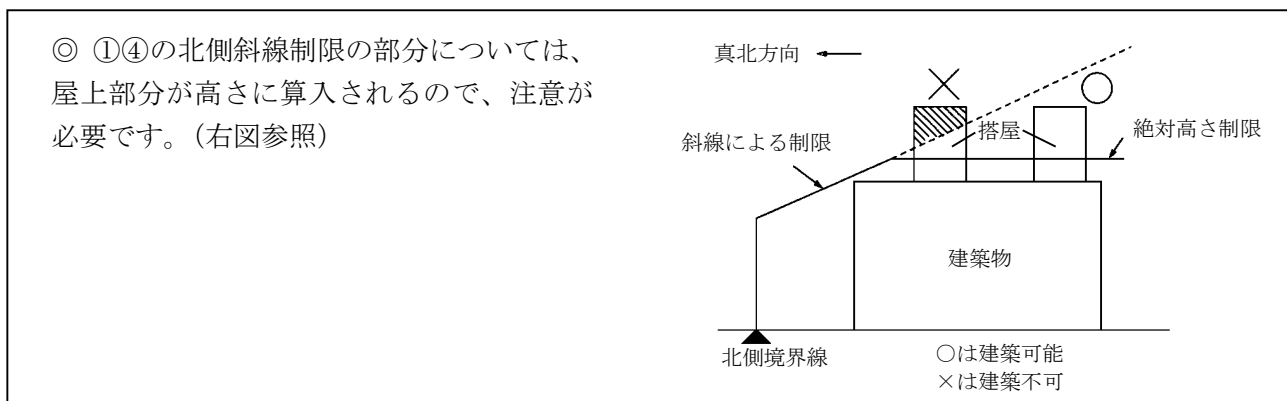 ◎ ①④の北側斜線制限の部分については、
屋上部分が高さに算入されるので、注意が
必要です。(右図参照)
真北方向
斜線による制限
搭屋
絶対高さ制限
建築物
北側境界線
○は建築可能
×は建築不可